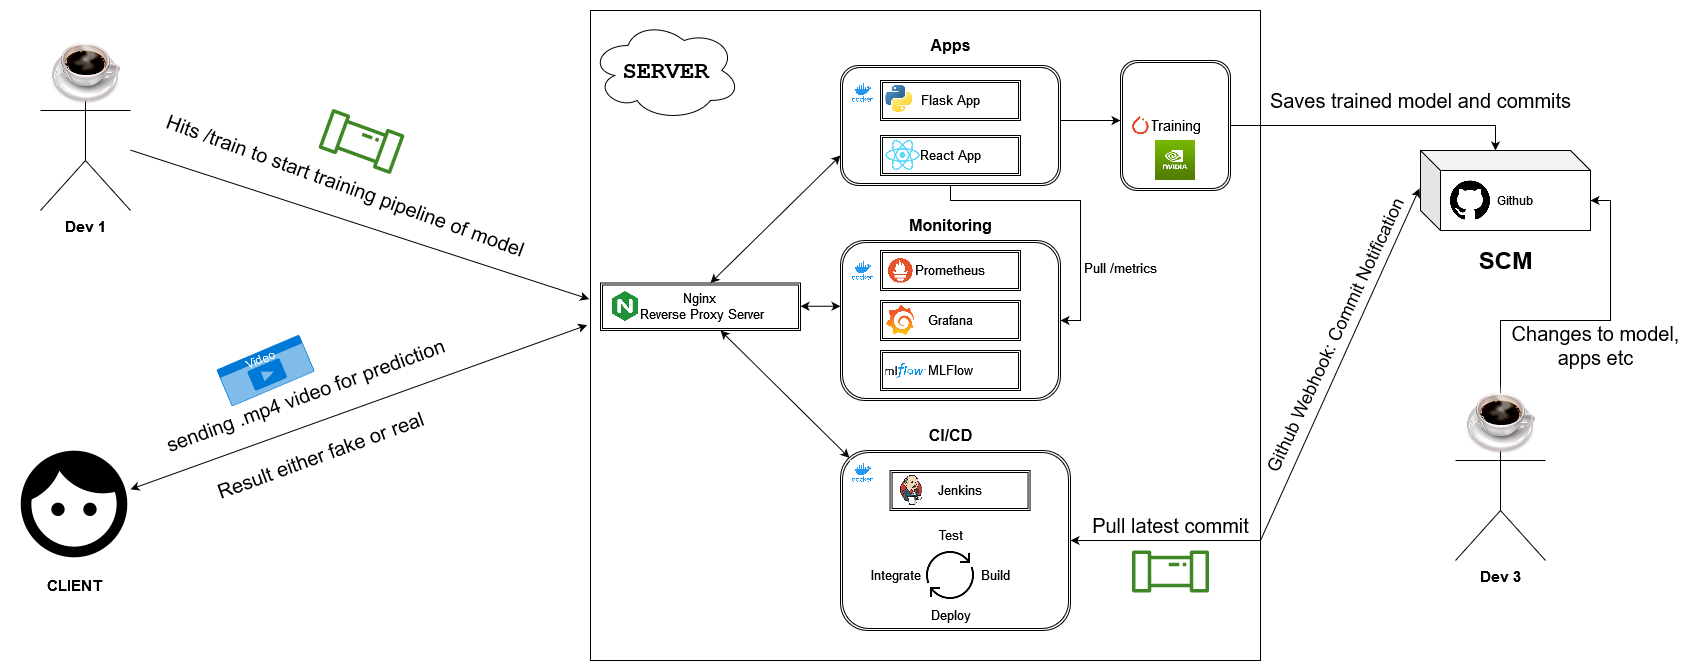 SERVER
Apps
docker
Flask App
React App
Training
NVIDIA
Saves trained model and commits
Github
SCM
Hits /train to start training pipeline of model
Dev 1
Monitoring
docker
Prometheus
Grafana
mlflow MLFlow
Pull /metrics
Nginx
Reverse Proxy Server
Video
sending .mp4 video for prediction
Result either fake or real
CLIENT
CI/CD
docker
Jenkins
Test
Integrate
Build
Deploy
Pull latest commit
Github Webhook: Commit Notification
Changes to model,
apps etc
Dev 3